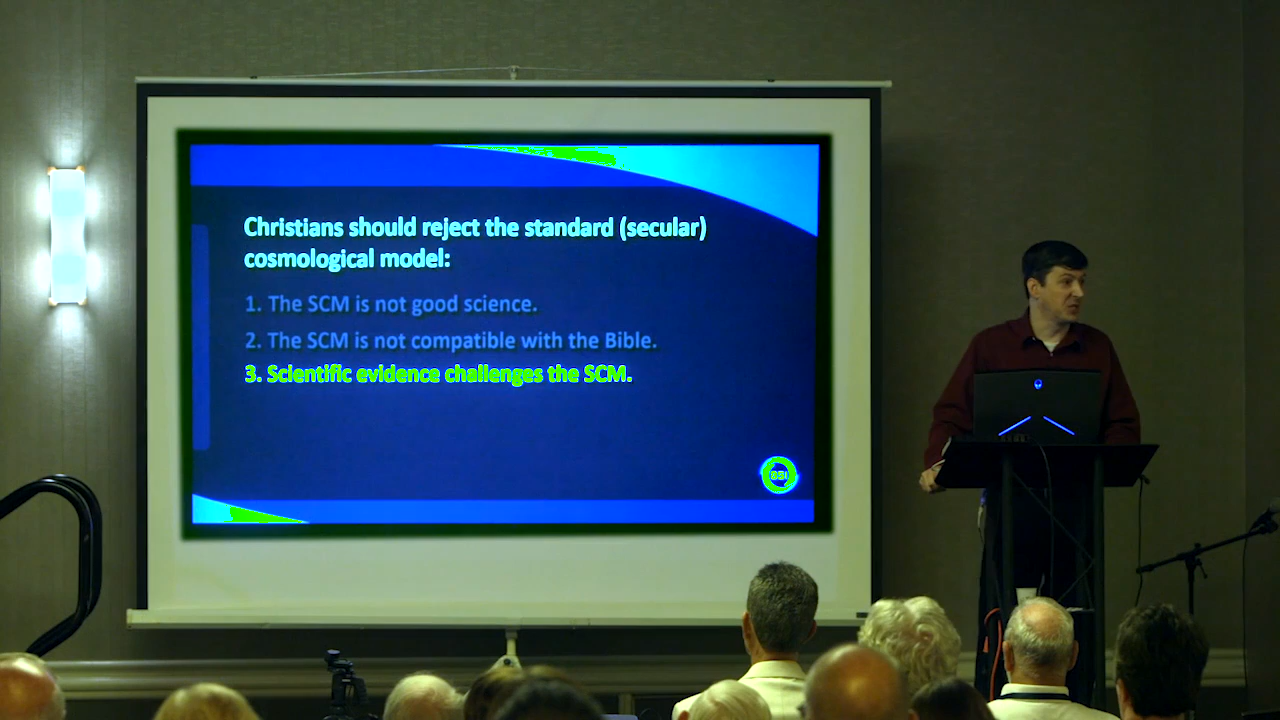 Christians should reject the standard (secular)
cosmological model:
1. The SCM is not good science.
2. The SCM is not compatible with the Bible.
3. Scientific evidence challenges the SCM.